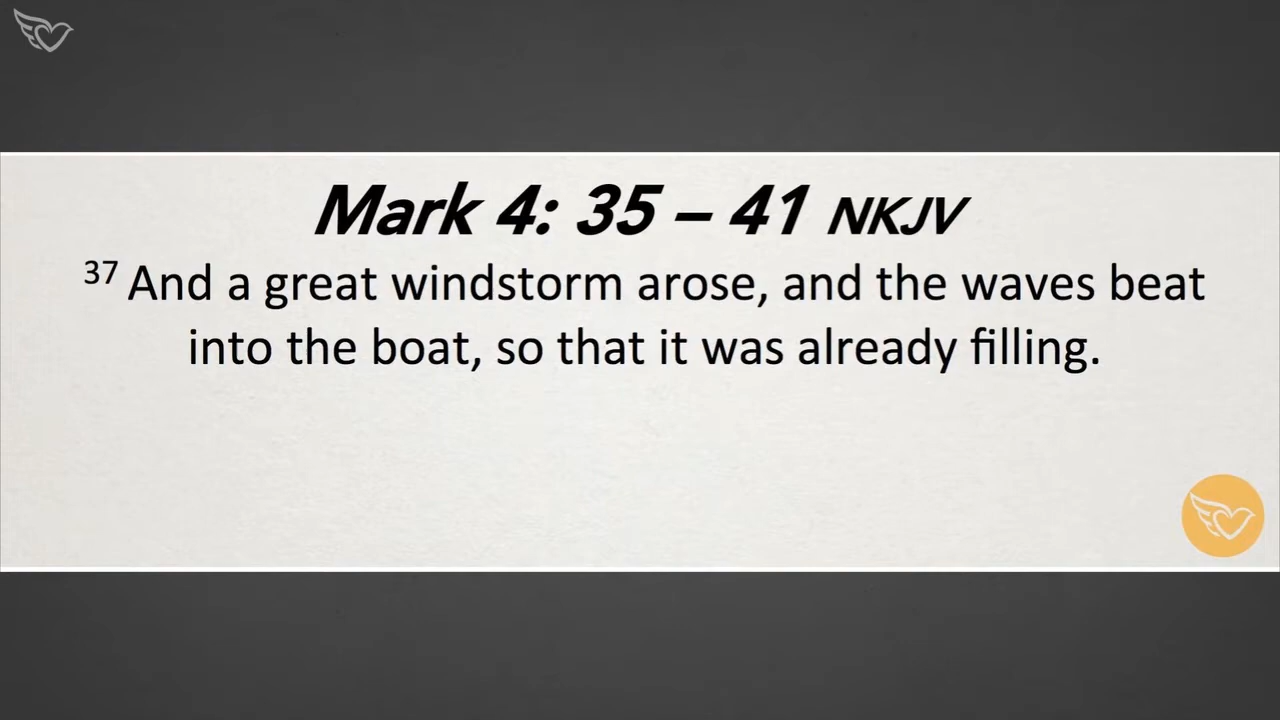 Mark 4: 35 – 41 NKJV
37 And a great windstorm arose, and the waves beat
into the boat, so that it was already filling.